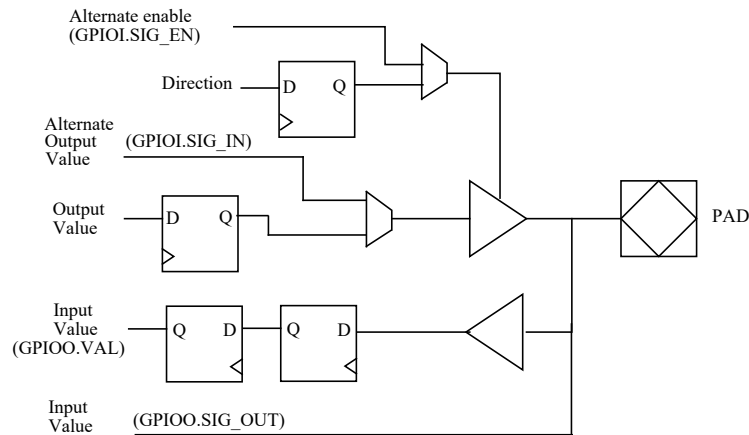 Alternate enable
(GPIOI.SIG_EN)
Direction
D Q
Alternate
Output
Value
(GPIOI.SIG_IN)
Output
Value
D Q
PAD
Input
Value
(GPIOO.VAL)
Q D
Q D
Input
Value
(GPIOO.SIG_OUT)